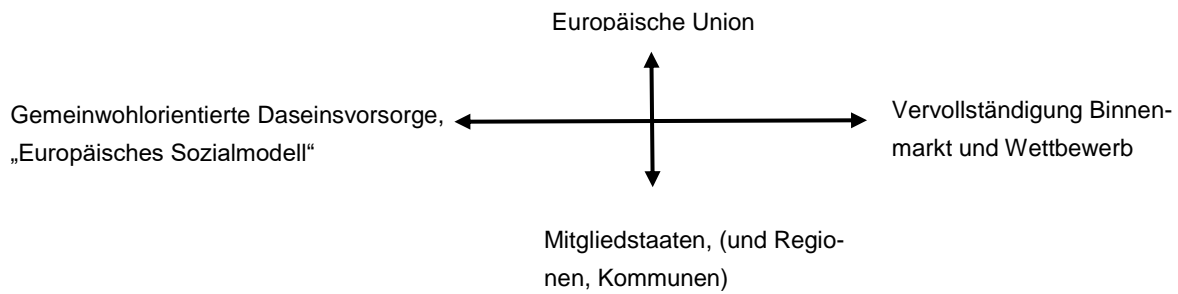 Europäische Union
Gemeinwohlorientierte Daseinsvorsorge,
„Europäisches Sozialmodell“
Vervollständigung Binnen-
markt und Wettbewerb
Mitgliedstaaten, (und Regio-
nen, Kommunen)